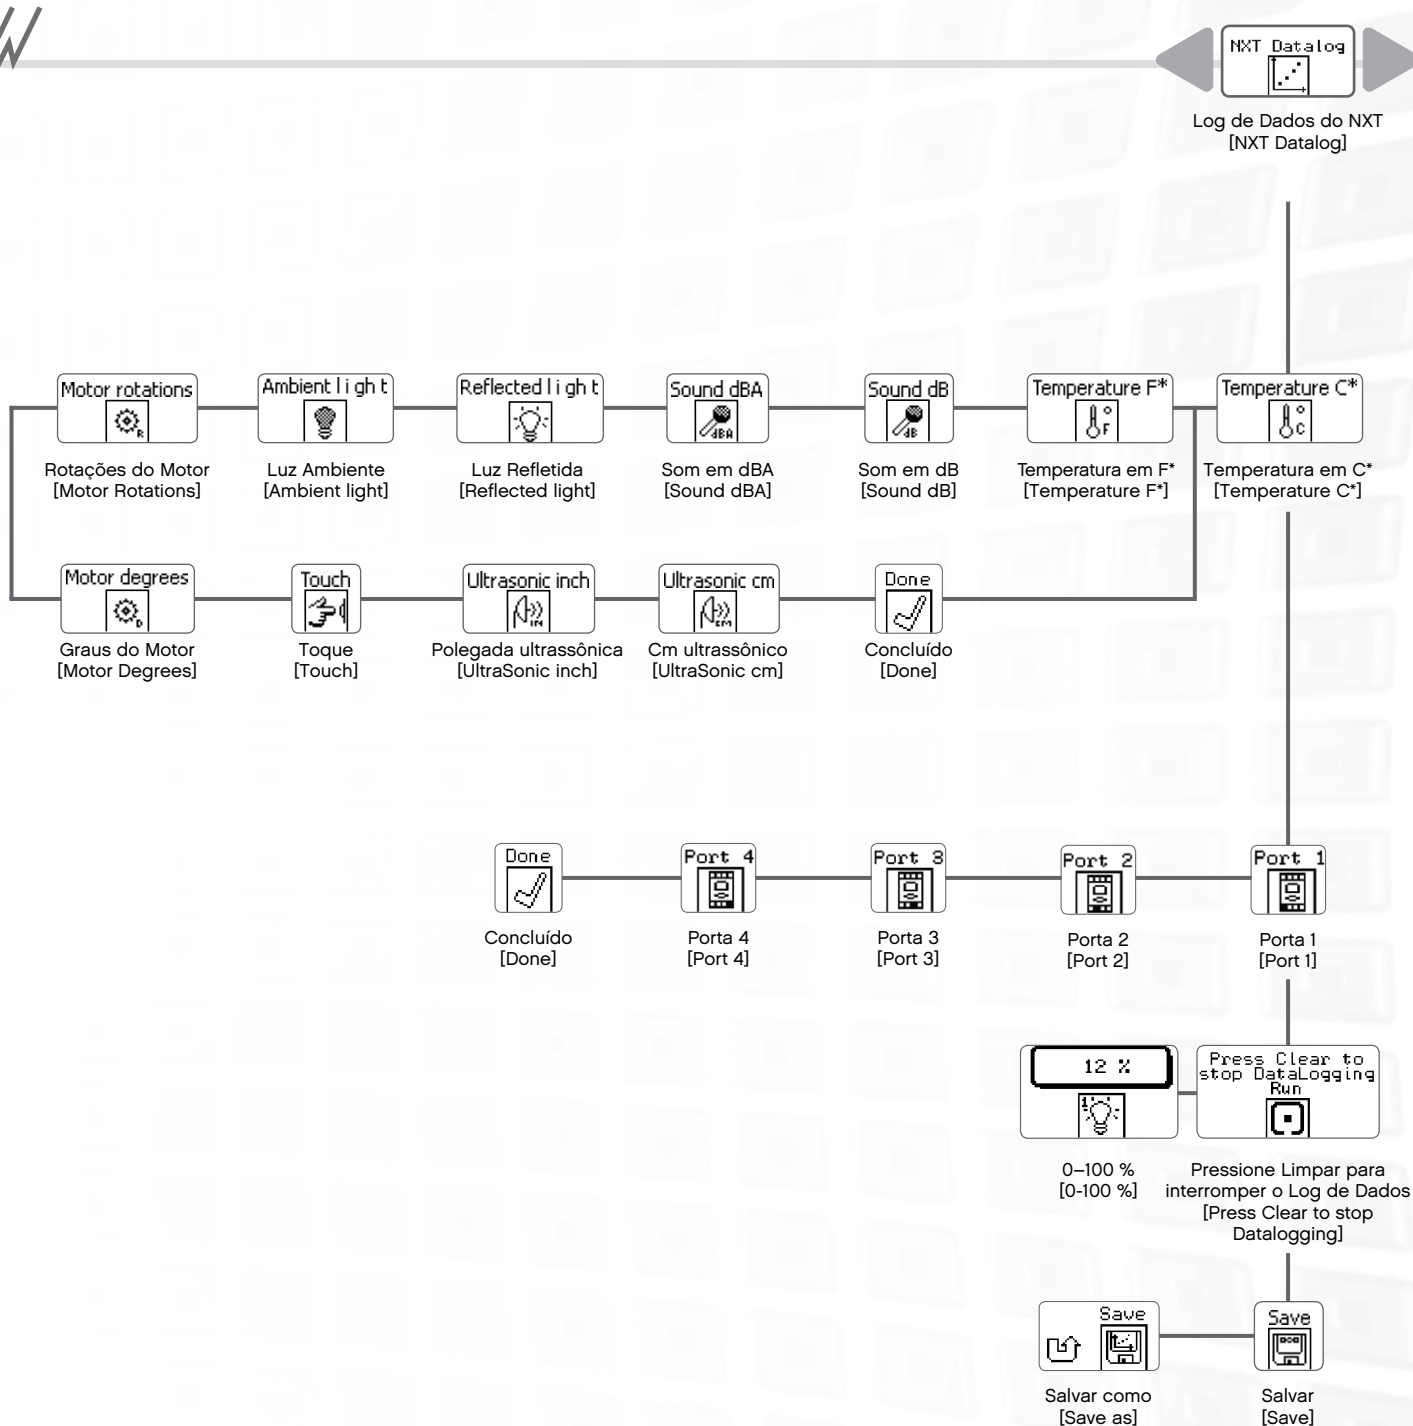 NXT Datalog
Log de Dados do NXT
[NXT Datalog]
Motor rotations
Rotações do Motor
[Motor Rotations]
Ambient light
Luz Ambiente
[Ambient light]
Reflected light
Luz Refletida
[Reflected light]
Sound dBA
dBA
Som em dBA
[Sound dBA]
Sound dB
dB
Som em dB
[Sound dB]
Temperature F*
°F
Temperatura em F*
[Temperature F*]
Temperature C*
°C
Temperatura em C*
[Temperature C*]
Motor degrees
Graus do Motor
[Motor Degrees]
Touch
Toque
[Touch]
Ultrasonic inch
IN
Polegada ultrassônica
[UltraSonic inch]
Ultrasonic cm
CM
Cm ultrassônico
[UltraSonic cm]
Done
Concluído
[Done]
Done
Concluído
[Done]
Port 4
Porta 4
[Port 4]
Port 3
Porta 3
[Port 3]
Port 2
Porta 2
[Port 2]
Port 1
Porta 1
[Port 1]
12 %
1
0–100 %
[0-100 %]
Press Clear to
stop DataLogging
Run
Pressione Limpar para
interromper o Log de Dados
[Press Clear to stop
Datalogging]
Save
Salvar como
[Save as]
Save
Salvar
[Save]